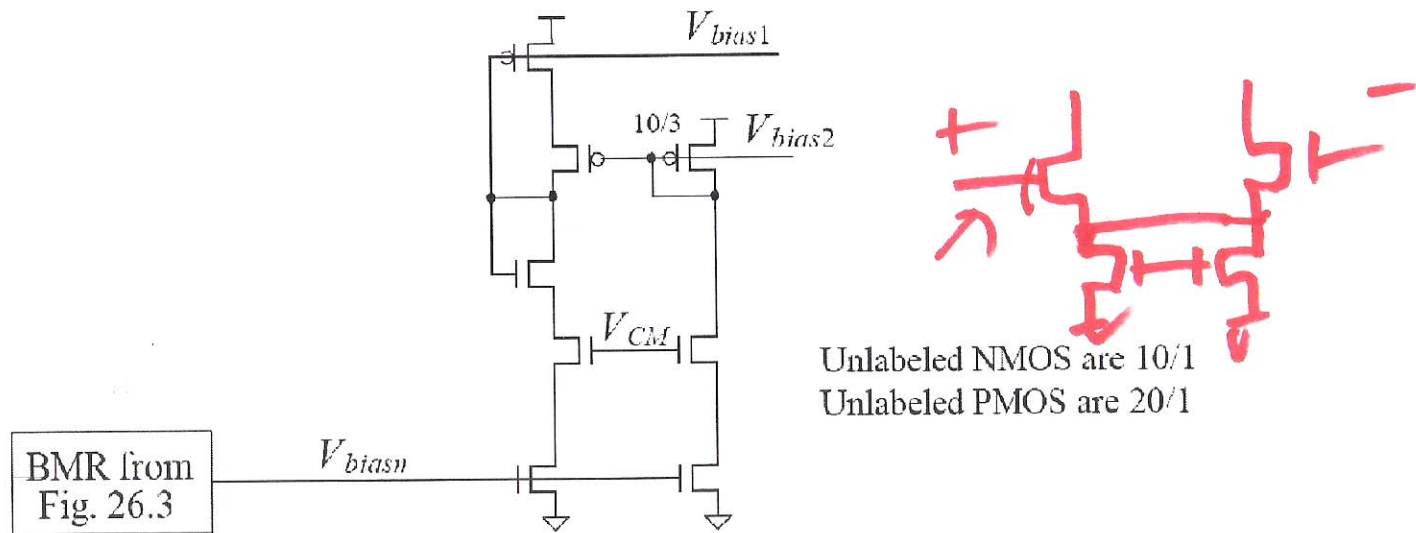 V_bias1
10/3
V_bias2
+
−
V_CM
Unlabeled NMOS are 10/1
Unlabeled PMOS are 20/1
BMR from
Fig. 26.3
V_biasn